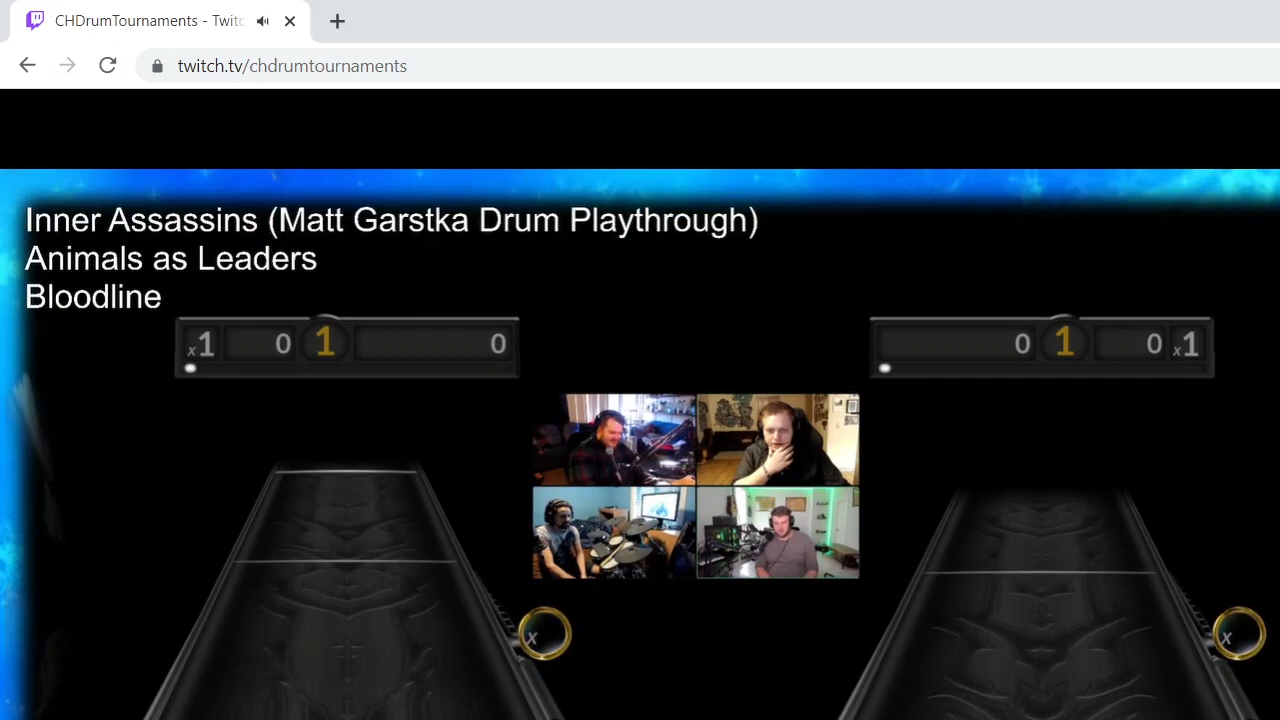 CHDrumTournaments - Twitc
twitch.tv/chdrumtournaments
Inner Assassins (Matt Garstka Drum Playthrough)
Animals as Leaders
Bloodline
x1 0 1 0
0 1 0 x1
x
x